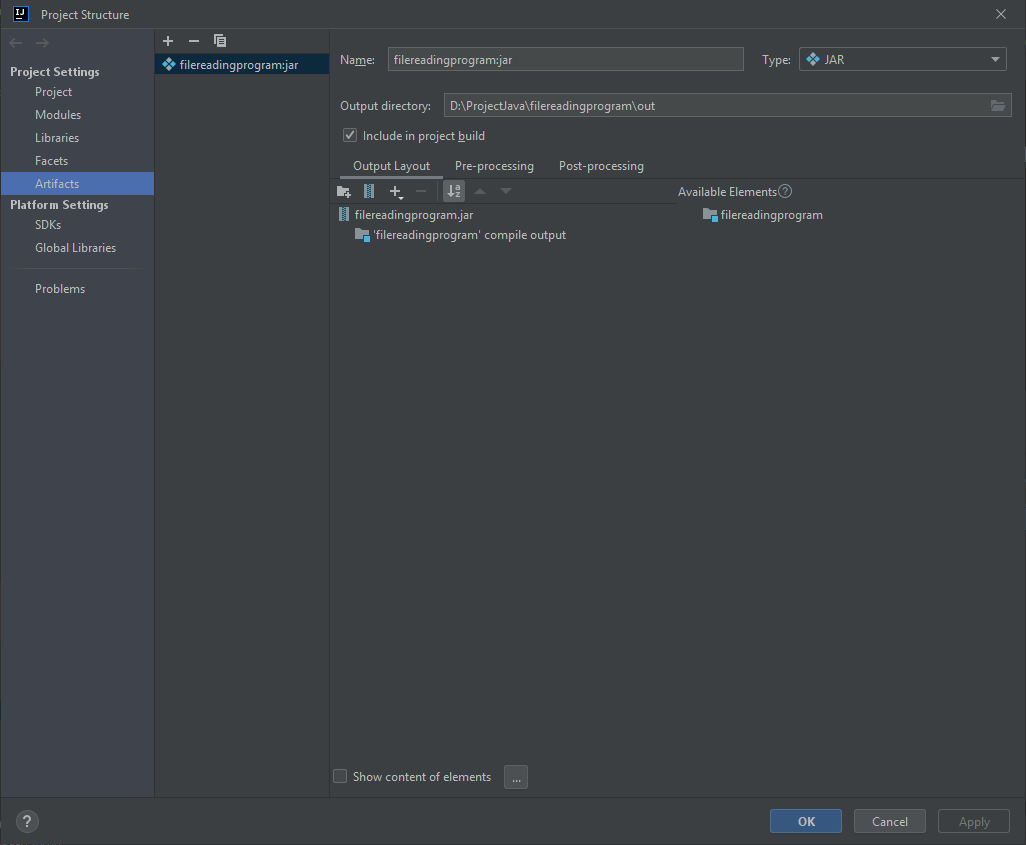 IJ Project Structure
Project Settings
Project
Modules
Libraries
Facets
Artifacts
Platform Settings
SDKs
Global Libraries
Problems
filereadingprogram:jar
Name: filereadingprogram:jar Type: JAR
Output directory: D:\ProjectJava\filereadingprogram\out
Include in project build
Output Layout Pre-processing Post-processing
a z Available Elements ?
filereadingprogram.jar filereadingprogram
'filereadingprogram' compile output
Show content of elements ...
? OK Cancel Apply